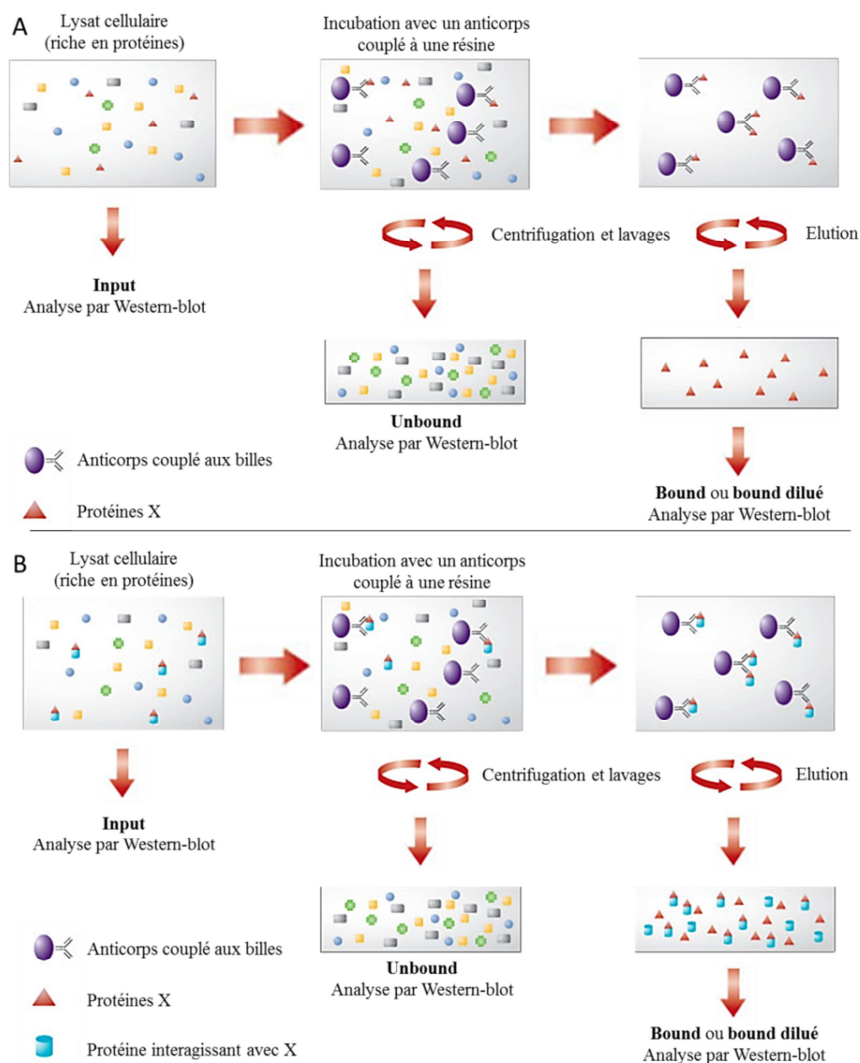 A
Lysat cellulaire
(riche en protéines)
Incubation avec un anticorps
couplé à une résine
Centrifugation et lavages
Elution
Input
Analyse par Western-blot
Unbound
Analyse par Western-blot
Anticorps couplé aux billes
Protéines X
Bound ou bound dilué
Analyse par Western-blot
B
Lysat cellulaire
(riche en protéines)
Incubation avec un anticorps
couplé à une résine
Centrifugation et lavages
Elution
Input
Analyse par Western-blot
Anticorps couplé aux billes
Unbound
Analyse par Western-blot
Protéines X
Protéine interagissant avec X
Bound ou bound dilué
Analyse par Western-blot